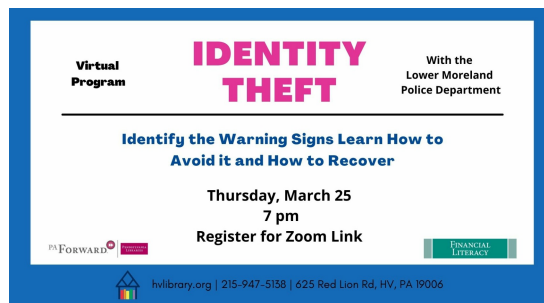 Virtual
Program
IDENTITY
THEFT
With the
Lower Moreland
Police Department
Identify the Warning Signs Learn How to
Avoid it and How to Recover
Thursday, March 25
7 pm
Register for Zoom Link
PA FORWARD
PENNSYLVANIA
LIBRARIES
FINANCIAL
LITERACY
hvlibrary.org | 215-947-5138 | 625 Red Lion Rd, HV, PA 19006